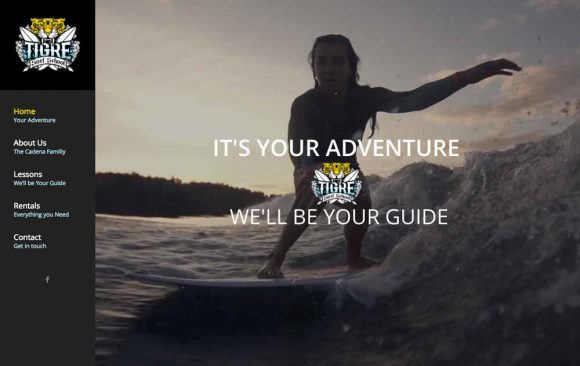 TIGRE
Surf School
Home
Your Adventure
About Us
The Cadena Familly
Lessons
We'll be Your Guide
Rentals
Everything you Need
Contact
Get in touch
f
IT'S YOUR ADVENTURE
TIGRE
Surf School
WE'LL BE YOUR GUIDE